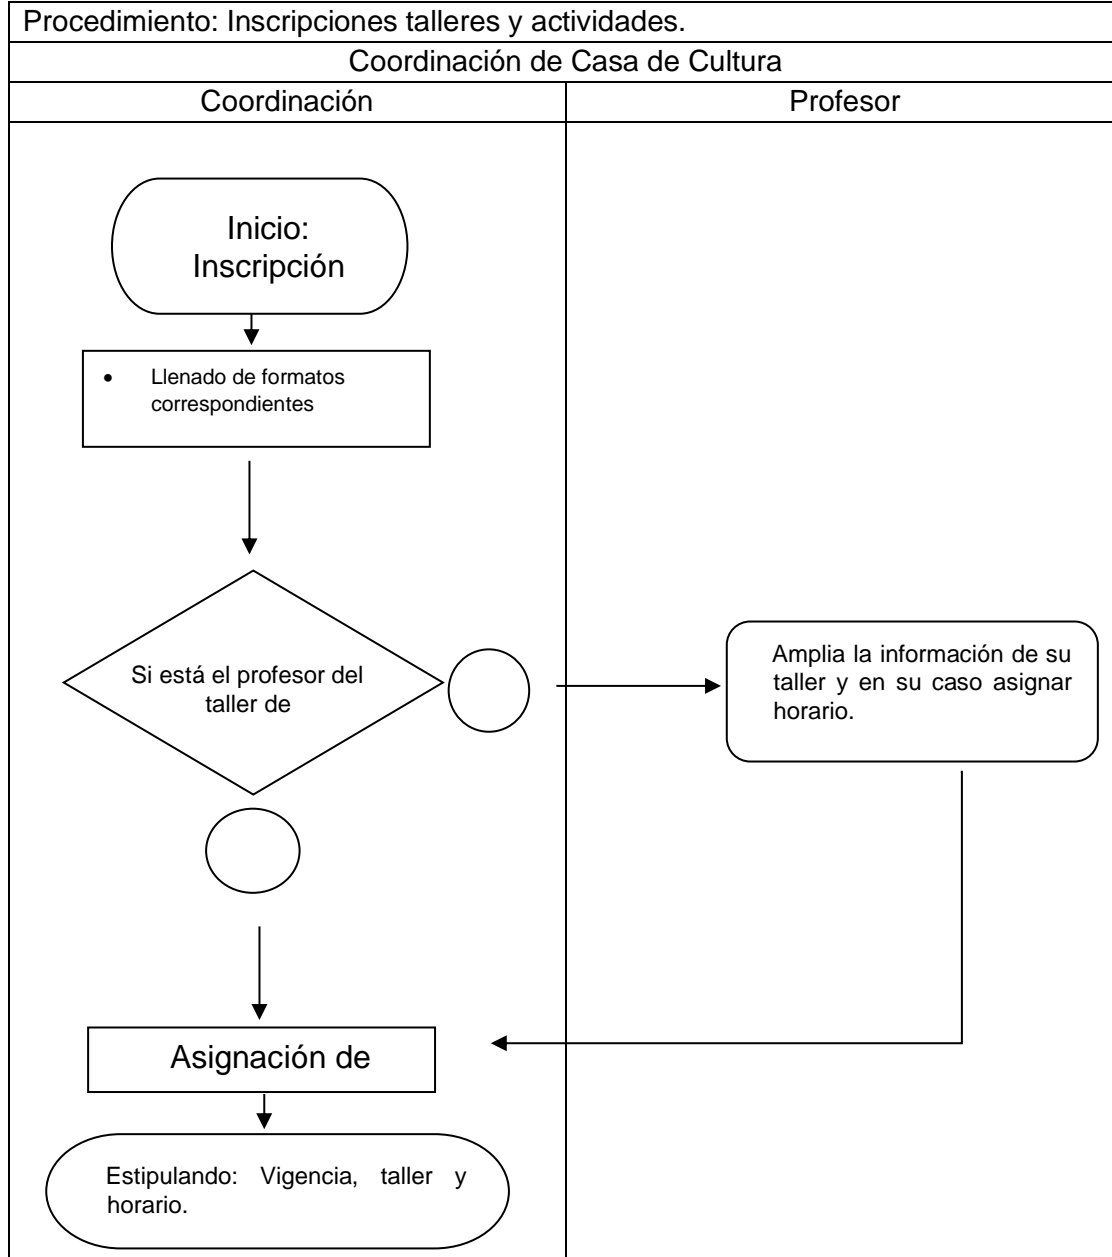 Procedimiento: Inscripciones talleres y actividades.
Coordinación de Casa de Cultura
Coordinación
Profesor
Inicio:
Inscripción
• Llenado de formatos
correspondientes
Si está el profesor del
taller de
Amplia la información de su
taller y en su caso asignar
horario.
Asignación de
Estipulando: Vigencia, taller y
horario.